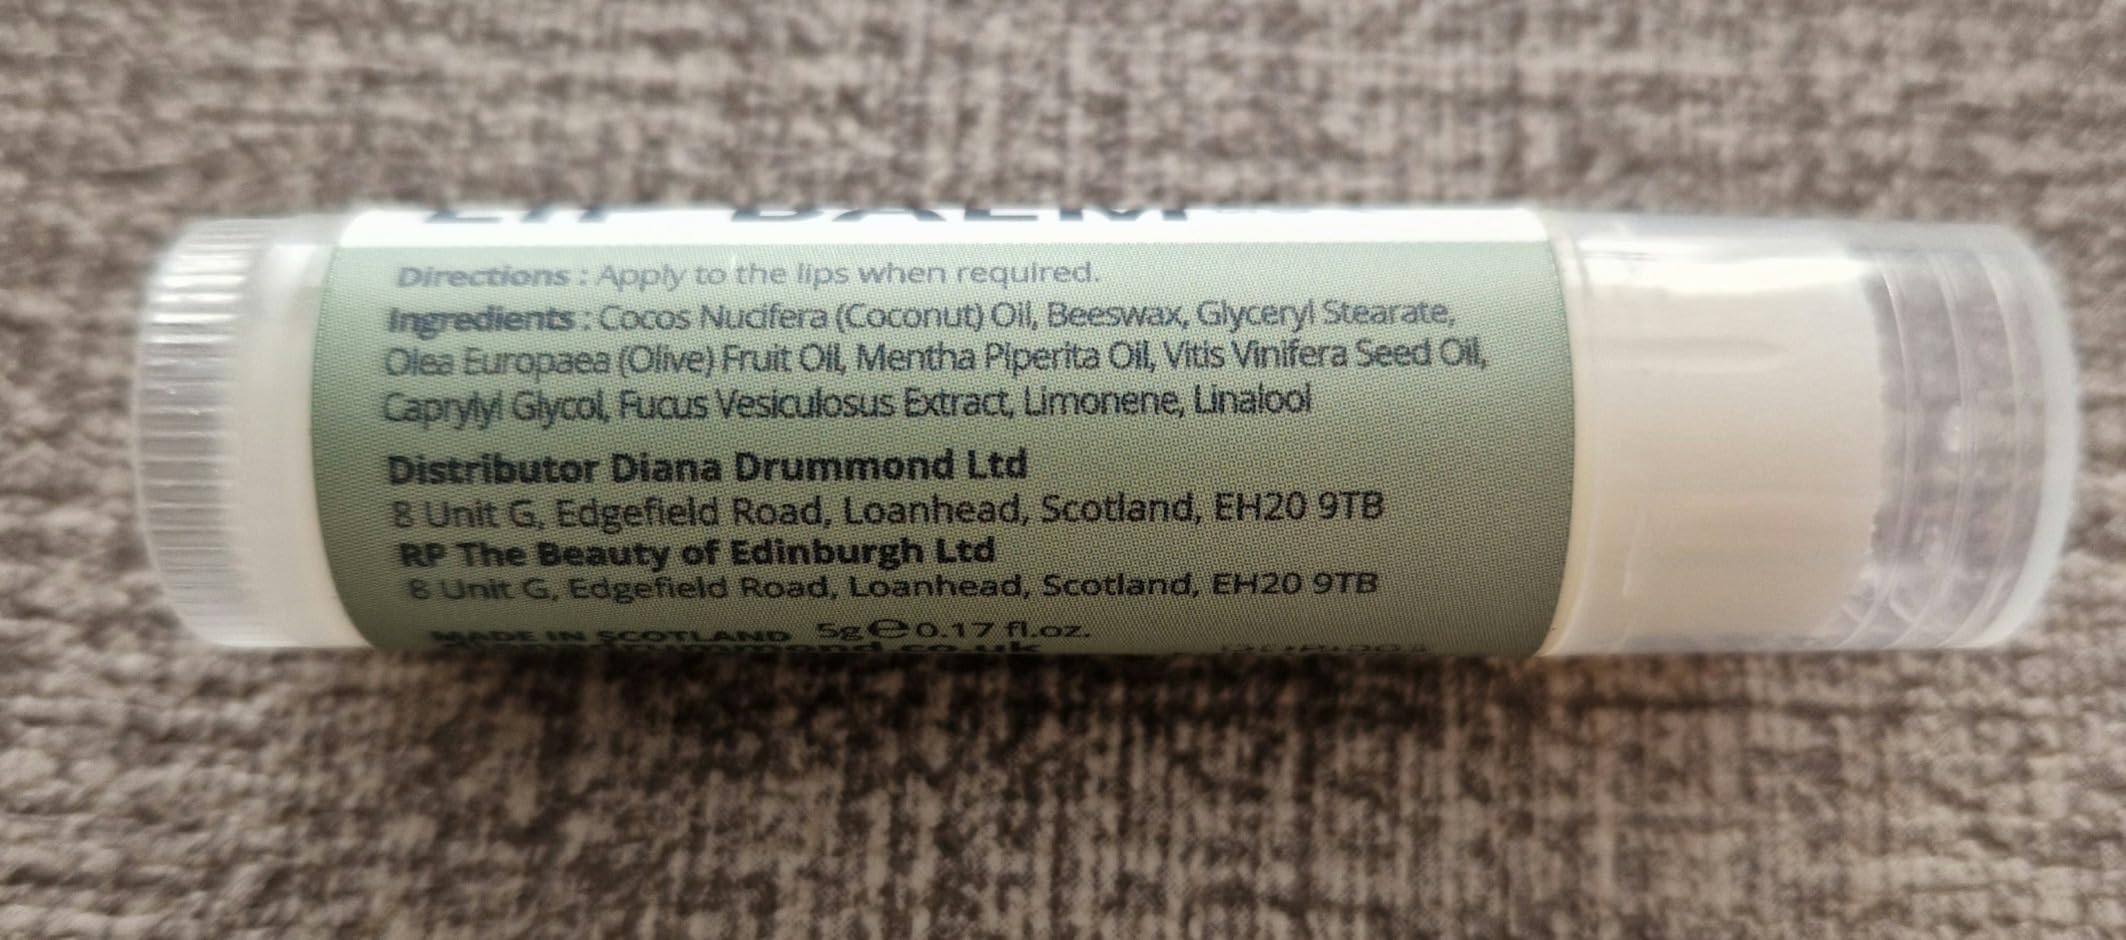 LIP BALM
Directions : Apply to the lips when required.
Ingredients : Cocos Nucifera (Coconut) Oil, Beeswax, Glyceryl Stearate,
Olea Europaea (Olive) Fruit Oil, Mentha Piperita Oil, Vitis Vinifera Seed Oil,
Caprylyl Glycol, Fucus Vesiculosus Extract, Limonene, Linalool
Distributor Diana Drummond Ltd
8 Unit G, Edgefield Road, Loanhead, Scotland, EH20 9TB
RP The Beauty of Edinburgh Ltd
8 Unit G, Edgefield Road, Loanhead, Scotland, EH20 9TB
MADE IN SCOTLAND 5g℮0.17 fl.oz.